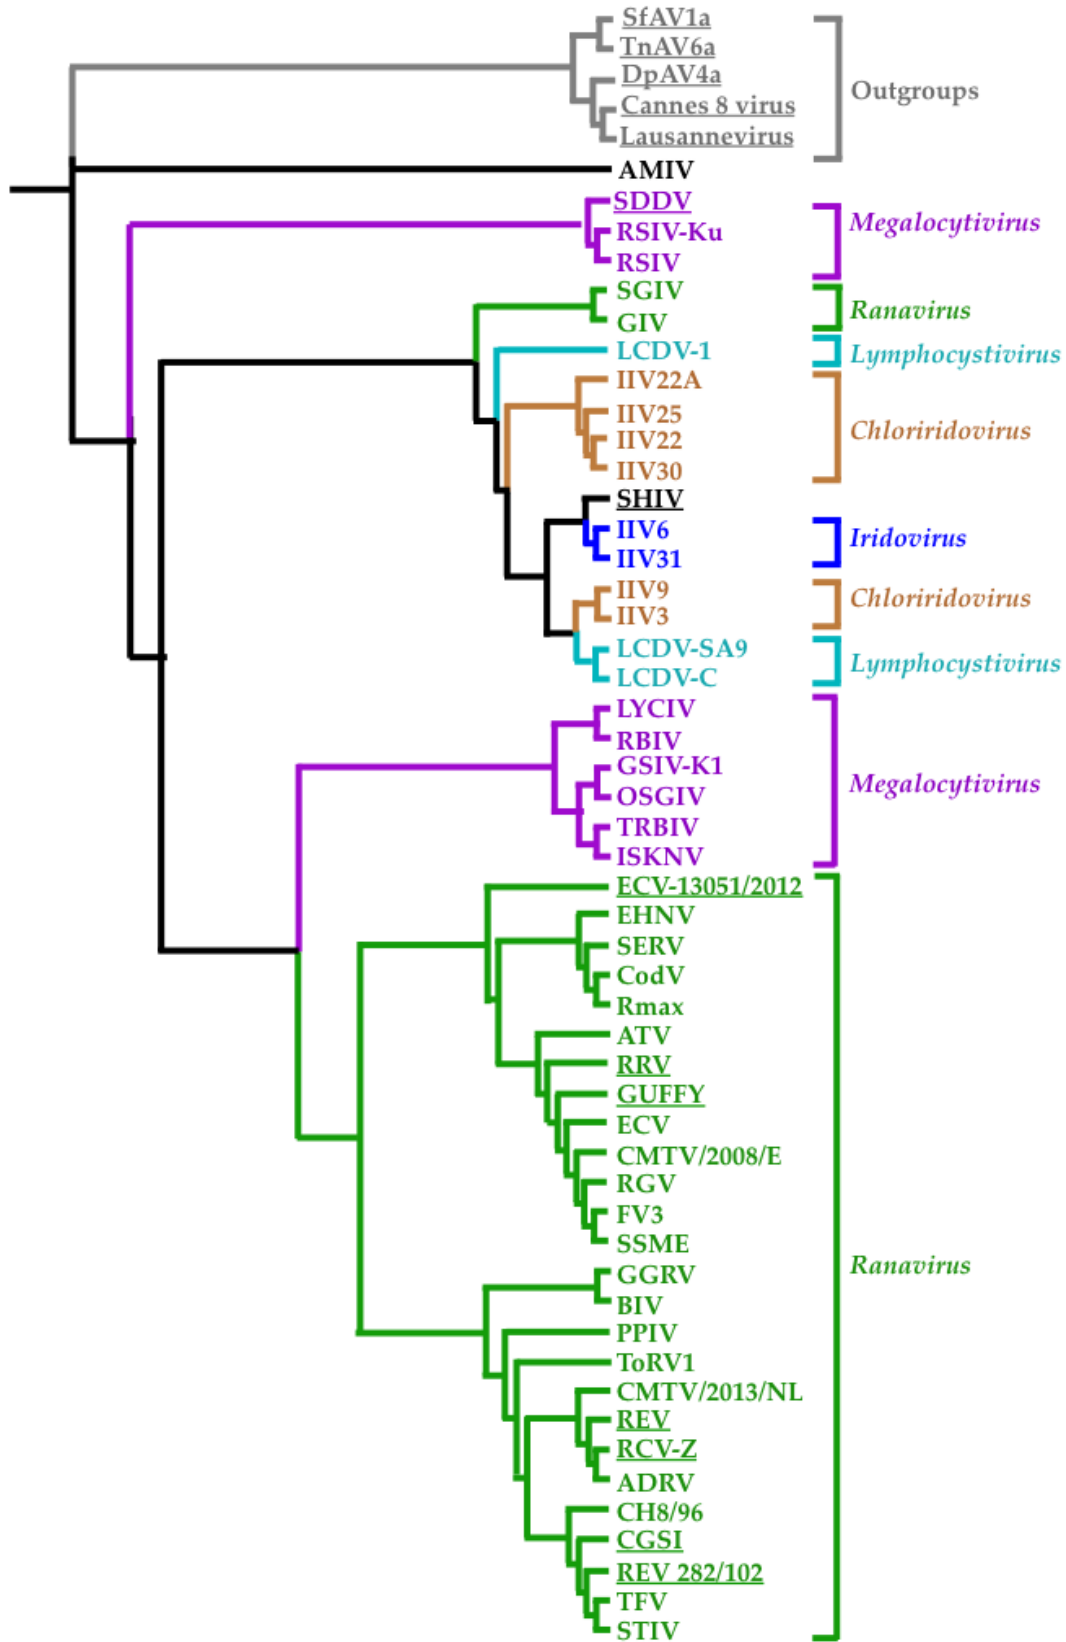 SfAV1a
TnAV6a
DpAV4a
Cannes 8 virus
Lausannevirus
Outgroups
AMIV
SDDV
RSIV-Ku
RSIV
Megalocytivirus
SGIV
GIV
Ranavirus
LCDV-1
Lymphocystivirus
IIV22A
IIV25
IIV22
IIV30
Chloriridovirus
SHIV
IIV6
IIV31
Iridovirus
IIV9
IIV3
Chloriridovirus
LCDV-SA9
LCDV-C
Lymphocystivirus
LYCIV
RBIV
GSIV-K1
OSGIV
TRBIV
ISKNV
Megalocytivirus
ECV-13051/2012
EHNV
SERV
CodV
Rmax
ATV
RRV
GUFFY
ECV
CMTV/2008/E
RGV
FV3
SSME
GGRV
BIV
PPIV
ToRV1
CMTV/2013/NL
REV
RCV-Z
ADRV
CH8/96
CGSI
REV 282/102
TFV
STIV
Ranavirus